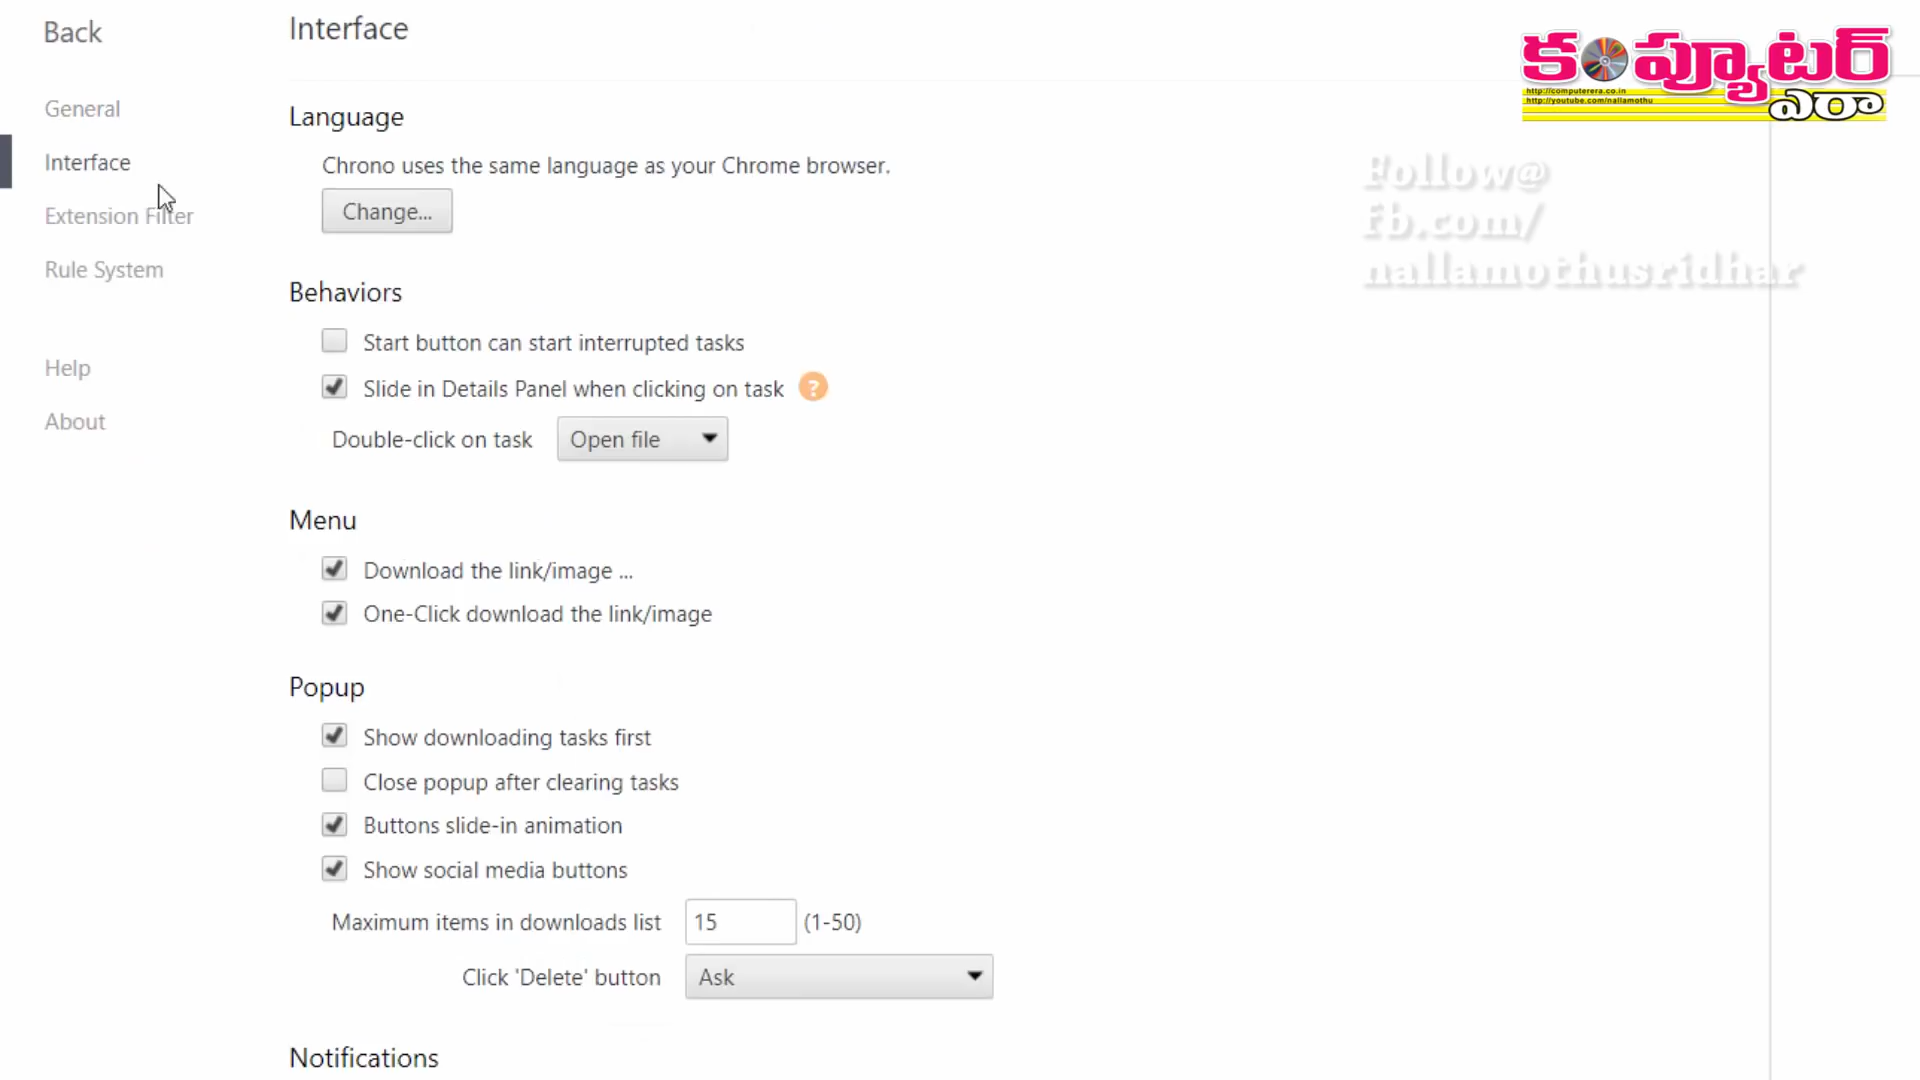 Back
General
Interface
Extension Filter
Rule System
Help
About
Interface
Language
Chrono uses the same language as your Chrome browser.
Change...
Behaviors
Start button can start interrupted tasks
Slide in Details Panel when clicking on task ?
Double-click on task Open file
Menu
Download the link/image ...
One-Click download the link/image
Popup
Show downloading tasks first
Close popup after clearing tasks
Buttons slide-in animation
Show social media buttons
Maximum items in downloads list 15 (1-50)
Click 'Delete' button Ask
Notifications
కంప్యూటర్
ఎరా
http://computerera.co.in
http://youtube.com/nallamothu
Follow@
fb.com/
nallamothusridhar